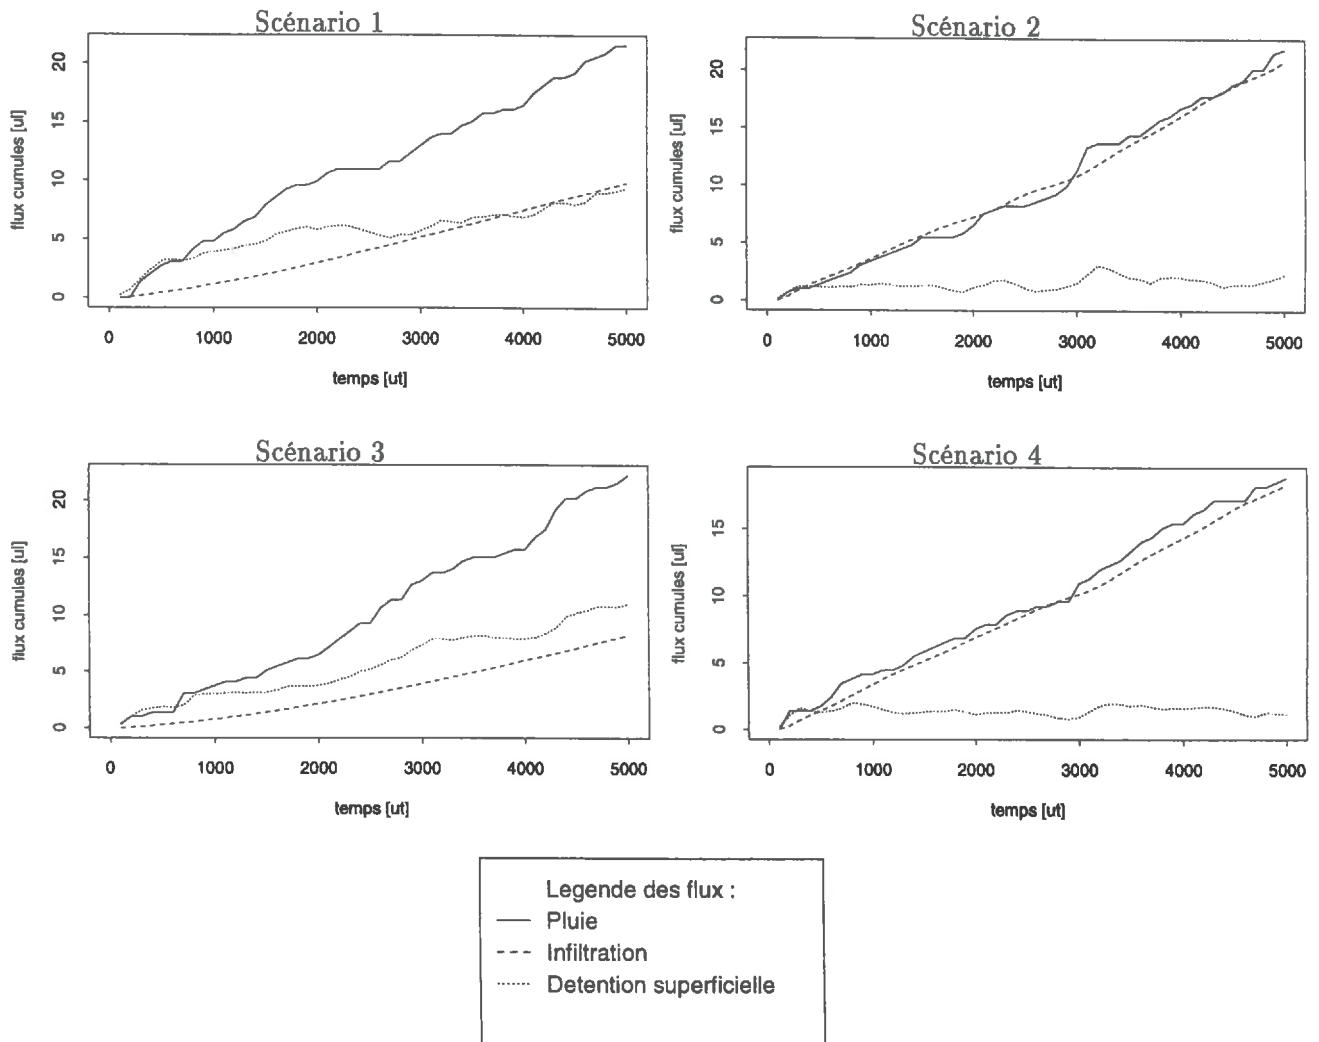 Scénario 1
flux cumules [ul]
20
15
10
5
0
0 1000 2000 3000 4000 5000
temps [ut]
Scénario 2
flux cumules [ul]
20
15
10
5
0
0 1000 2000 3000 4000 5000
temps [ut]
Scénario 3
flux cumules [ul]
20
15
10
5
0
0 1000 2000 3000 4000 5000
temps [ut]
Scénario 4
flux cumules [ul]
15
10
5
0
0 1000 2000 3000 4000 5000
temps [ut]
Legende des flux :
Pluie
Infiltration
Detention superficielle